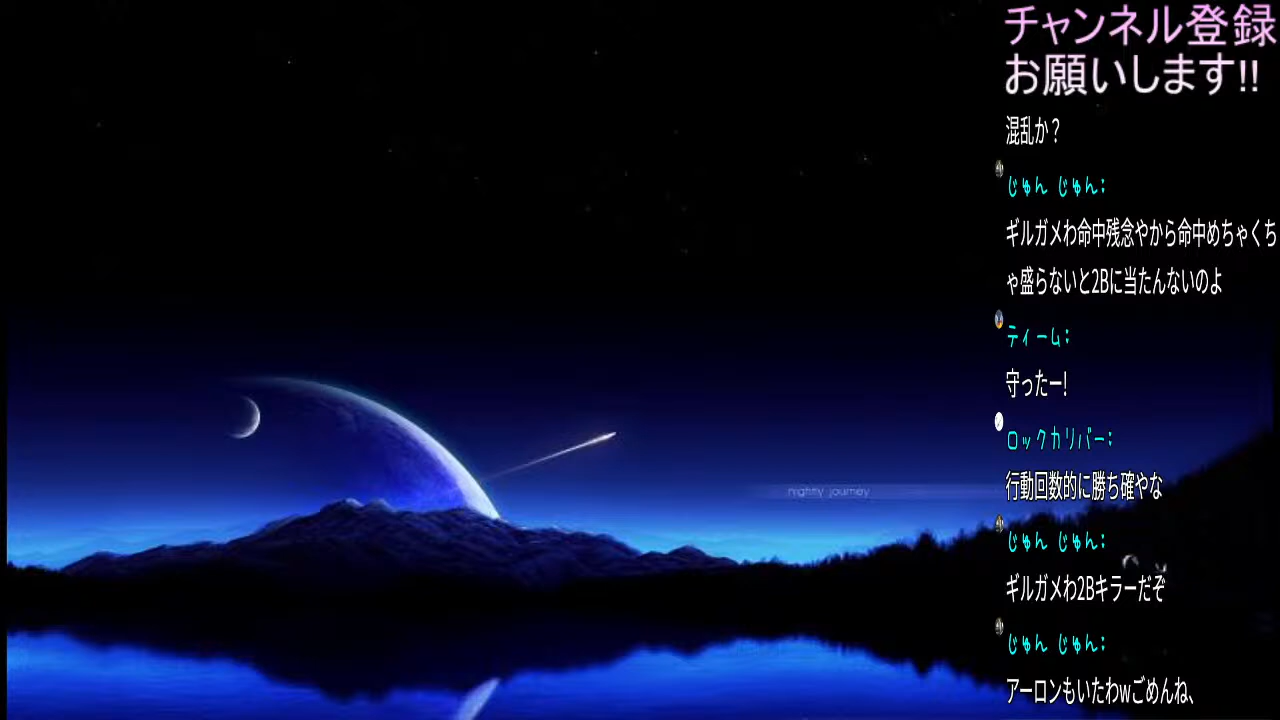 チャンネル登録
お願いします!!
混乱か？
じゅん じゅん:
ギルガメわ命中残念やから命中めちゃくち
ゃ盛らないと2Bに当たんないのよ
ティーム:
守ったー!
ロックカリバー:
nightly journey
行動回数的に勝ち確やな
じゅん じゅん:
ギルガメわ2Bキラーだぞ
じゅん じゅん:
アーロンもいたわwごめんね、